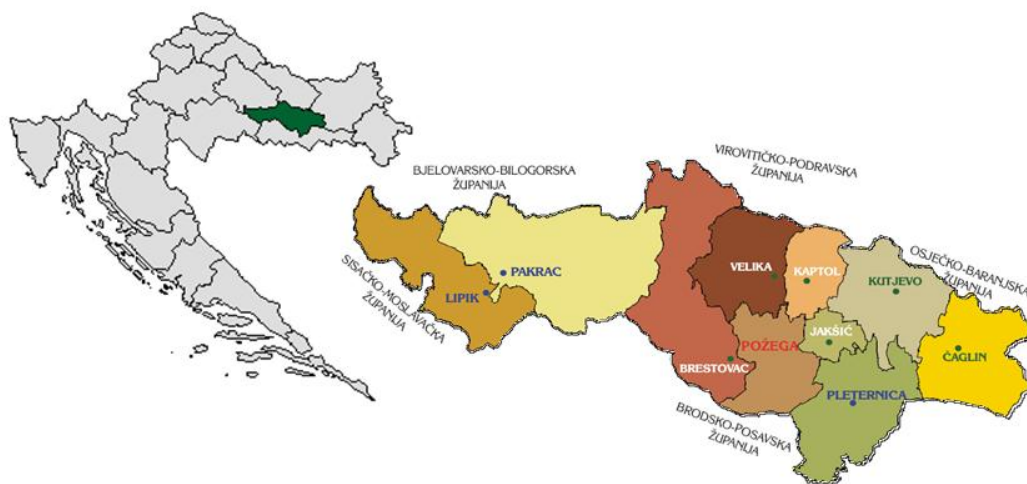 BJELOVARSKO-BILOGORSKA
ŽUPANIJA
VIROVITIČKO-PODRAVSKA
ŽUPANIJA
OSJEČKO-BARANJSKA
ŽUPANIJA
SISAČKO-MOSLAVAČKA
ŽUPANIJA
BRODSKO-POSAVSKA
ŽUPANIJA
PAKRAC
LIPIK
VELIKA
KAPTOL
KUTJEVO
JAKŠIĆ
POŽEGA
ČAGLIN
BRESTOVAC
PLETERNICA